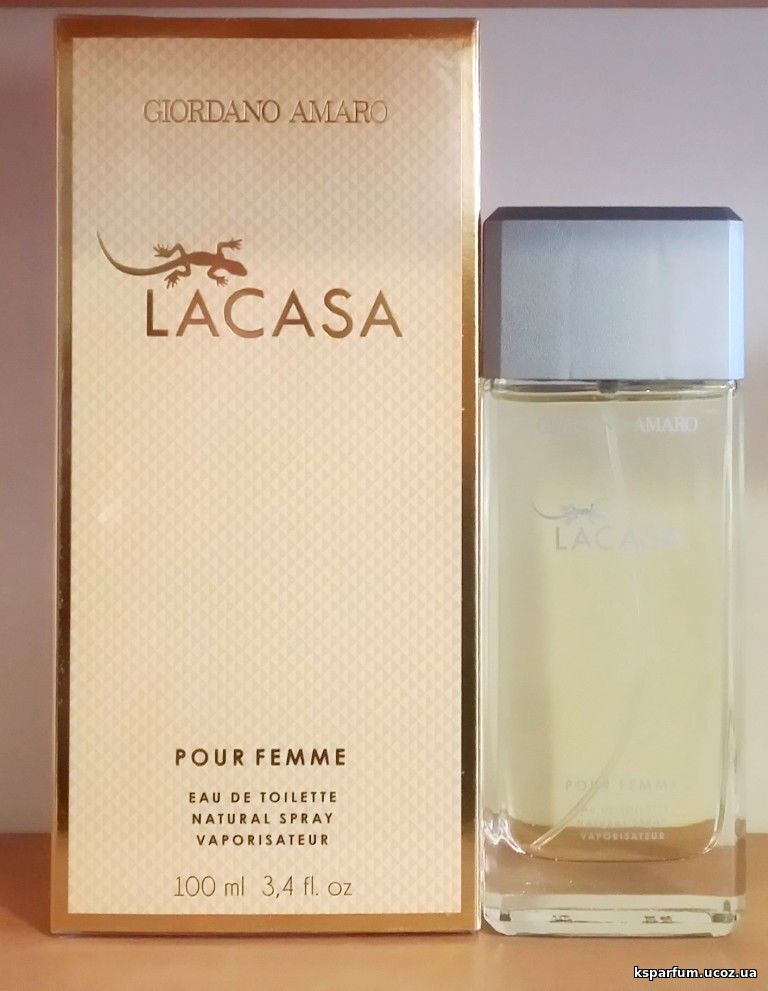 GIORDANO AMARO
LACASA
POUR FEMME
EAU DE TOILETTE
NATURAL SPRAY
VAPORISATEUR
100 ml 3,4 fl. oz
GIORDANO AMARO
LACASA
POUR FEMME
VAPORISATEUR
ksparfum.ucoz.ua